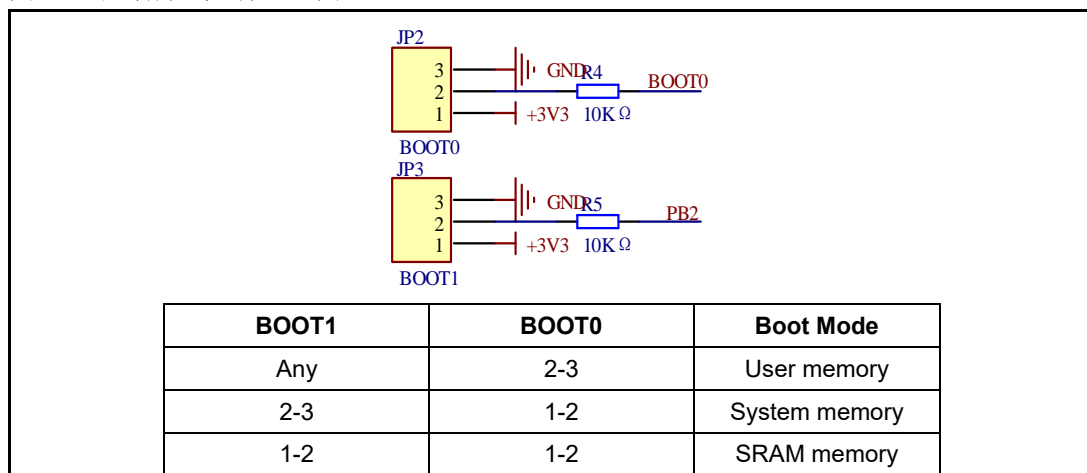 JP2
3 GND R4 BOOT0
2
1 +3V3 10K Ω
BOOT0
JP3
3 GND R5 PB2
2
1 +3V3 10K Ω
BOOT1
BOOT1 BOOT0 Boot Mode
Any 2-3 User memory
2-3 1-2 System memory
1-2 1-2 SRAM memory